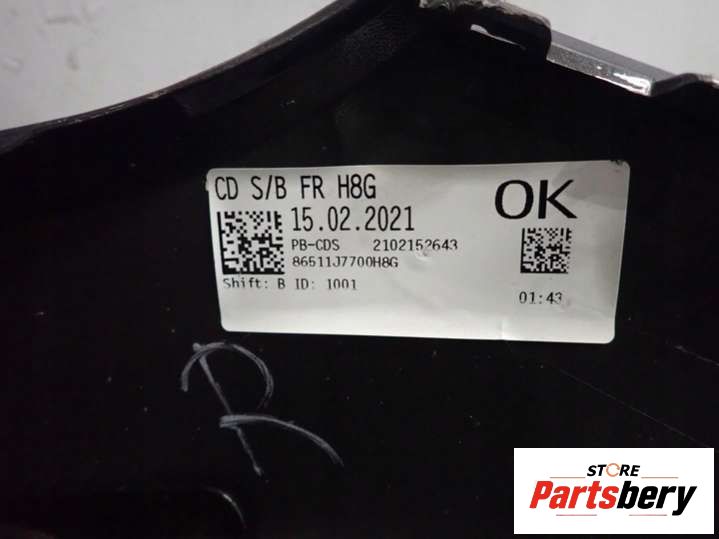 CD S/B FR H8G
OK
15.02.2021
PB-CDS 2102152643
86511J7700H8G
Shift: B ID: 1001
01:43
R
STORE
Partsbery